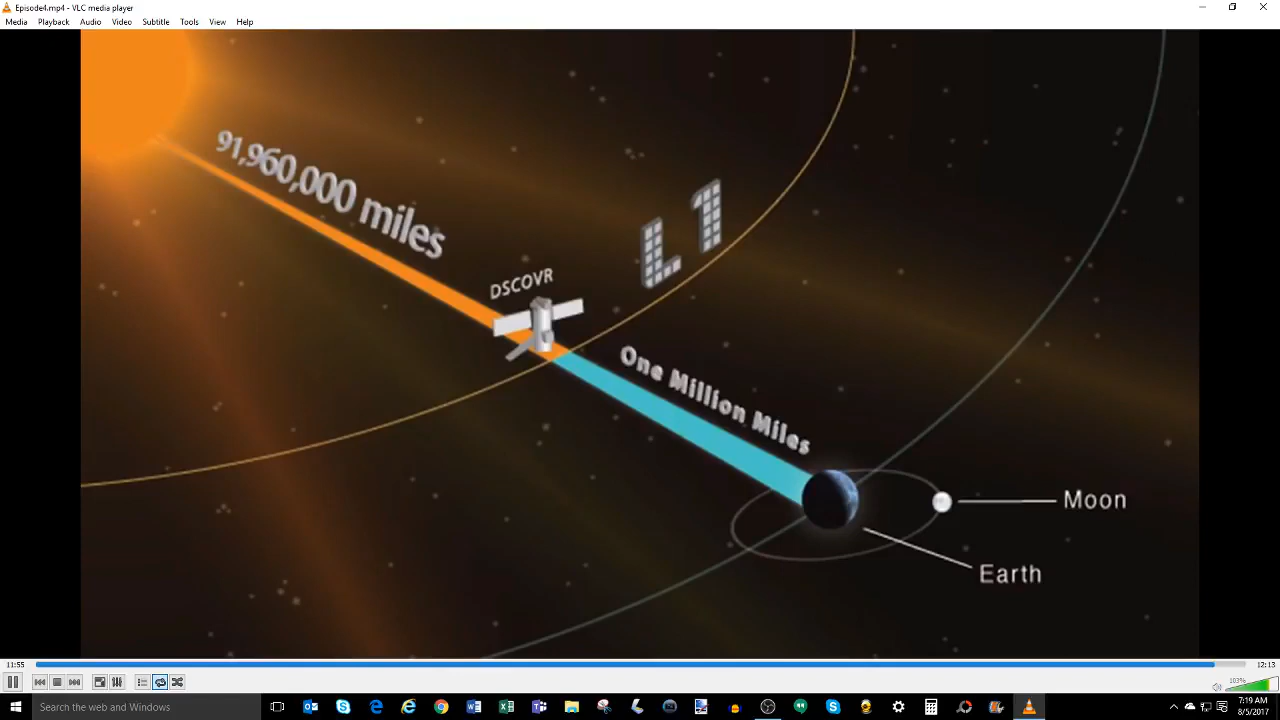 Episode4.mp4 - VLC media player
Media Playback Audio Video Subtitle Tools View Help
91,960,000 miles
L1
DSCOVR
One Million Miles
Moon
Earth
11:55
12:13
103%
Search the web and Windows
7:19 AM
8/5/2017